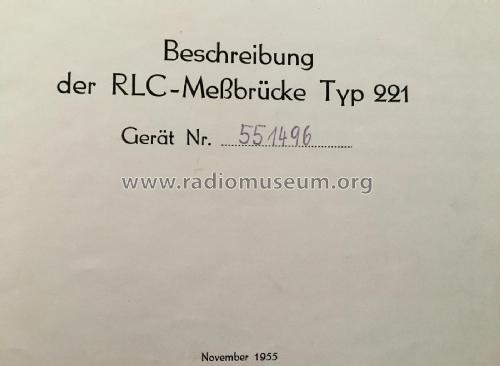 Beschreibung
der RLC-Meßbrücke Typ 221
Gerät Nr. 551496
www.radiomuseum.org
November 1955